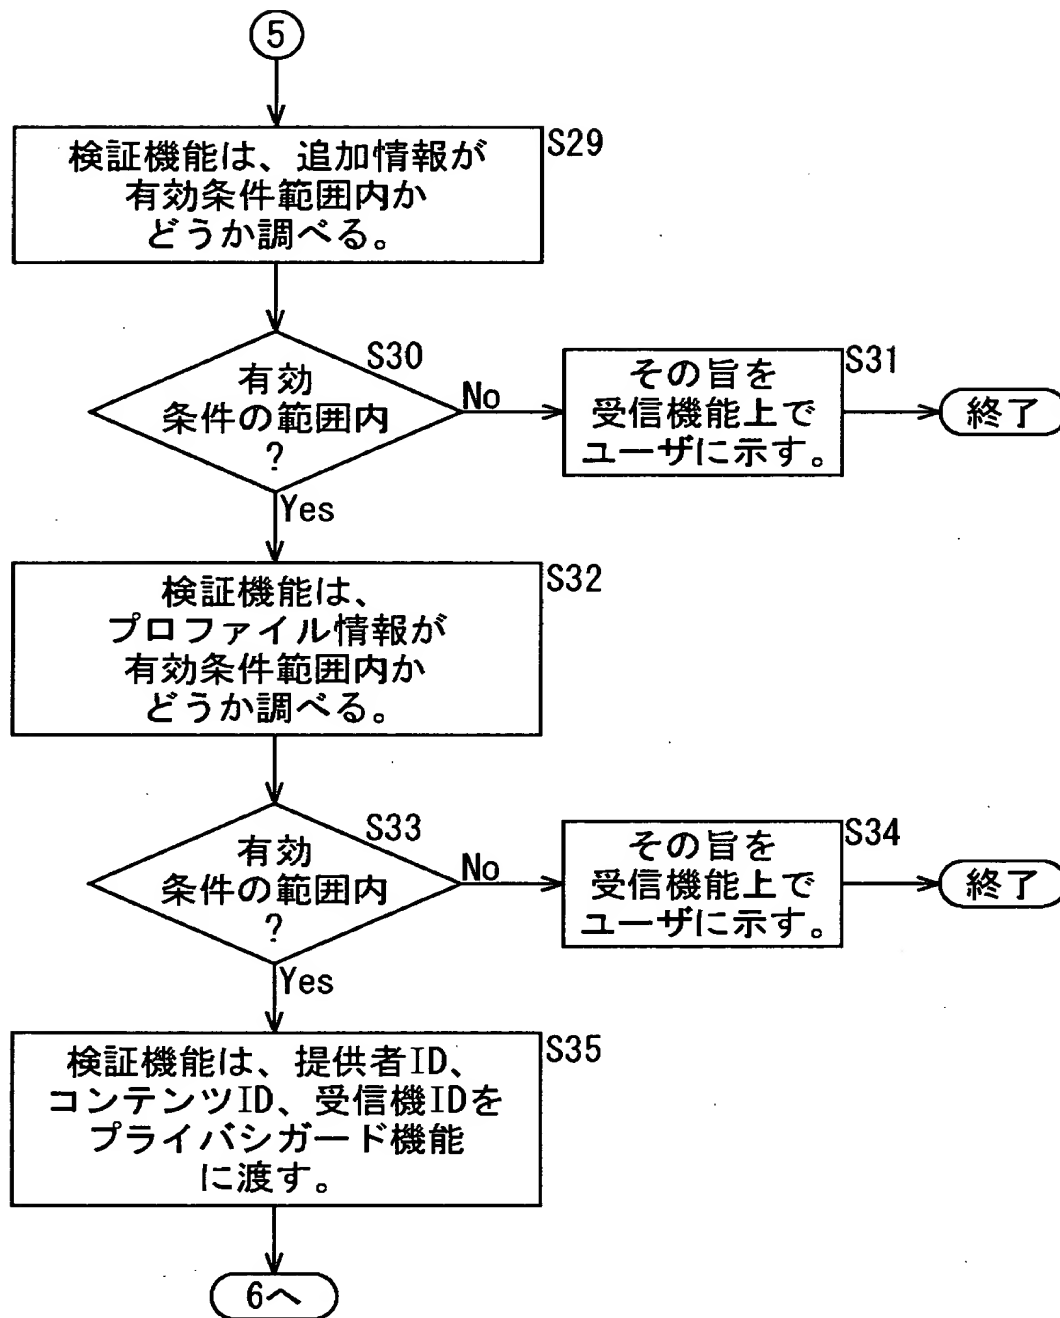 5
S29
検証機能は、追加情報が
有効条件範囲内か
どうか調べる。
S30
有効
条件の範囲内
?
No
S31
その旨を
受信機能上で
ユーザに示す。
終了
Yes
S32
検証機能は、
プロファイル情報が
有効条件範囲内か
どうか調べる。
S33
有効
条件の範囲内
?
No
S34
その旨を
受信機能上で
ユーザに示す。
終了
Yes
S35
検証機能は、提供者ID、
コンテンツID、受信機IDを
プライバシガード機能
に渡す。
6へ